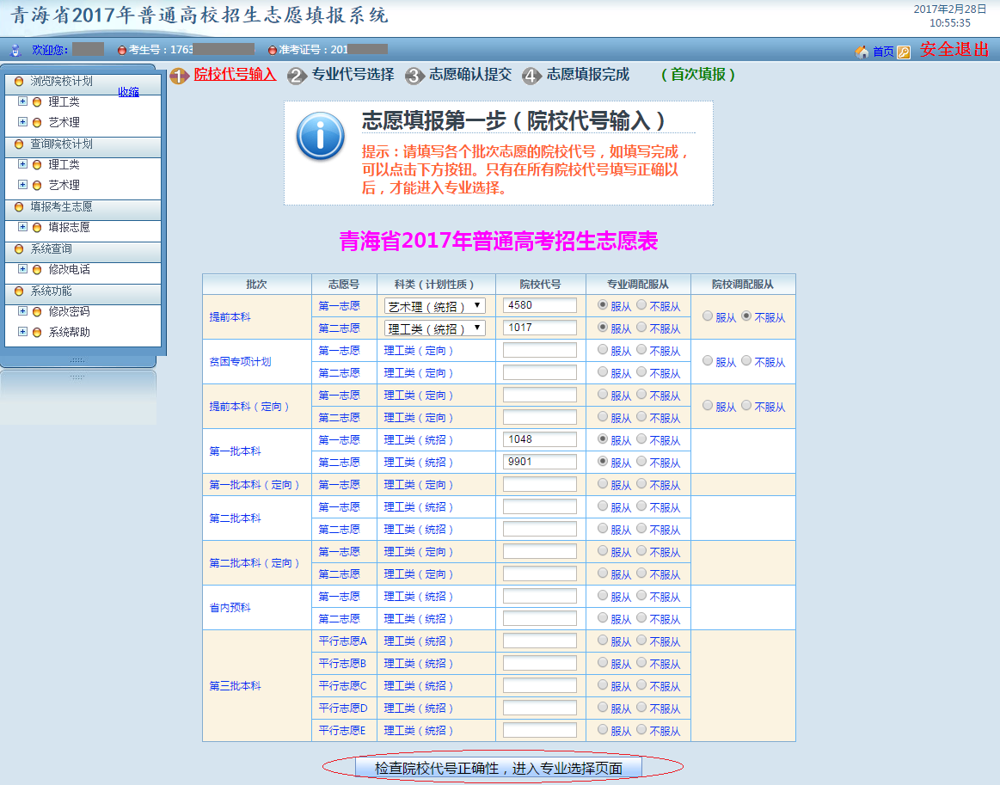 青海省2017年普通高校招生志愿填报系统
2017年2月28日
10:55:35
欢迎您: 考生号：1763 准考证号：201 首页 安全退出
浏览院校计划
收缩
理工类
艺术理
查询院校计划
理工类
艺术理
填报考生志愿
填报志愿
系统查询
修改电话
系统功能
修改密码
系统帮助
1 院校代号输入 2 专业代号选择 3 志愿确认提交 4 志愿填报完成 （首次填报）
志愿填报第一步（院校代号输入）
提示：请填写各个批次志愿的院校代号，如填写完成，
可以点击下方按钮。只有在所有院校代号填写正确以
后，才能进入专业选择。
青海省2017年普通高考招生志愿表
批次 志愿号 科类（计划性质） 院校代号 专业调配服从 院校调配服从
提前本科 第一志愿 艺术理（统招） 4580 服从 不服从 服从 不服从
第二志愿 理工类（统招） 1017 服从 不服从
贫困专项计划 第一志愿 理工类（定向） 服从 不服从 服从 不服从
第二志愿 理工类（定向） 服从 不服从
提前本科（定向） 第一志愿 理工类（定向） 服从 不服从 服从 不服从
第二志愿 理工类（定向） 服从 不服从
第一批本科 第一志愿 理工类（统招） 1048 服从 不服从
第二志愿 理工类（统招） 9901 服从 不服从
第一批本科（定向） 第一志愿 理工类（定向） 服从 不服从
第二批本科 第一志愿 理工类（统招） 服从 不服从
第二志愿 理工类（统招） 服从 不服从
第二批本科（定向） 第一志愿 理工类（定向） 服从 不服从
第二志愿 理工类（定向） 服从 不服从
省内预科 第一志愿 理工类（统招） 服从 不服从
第二志愿 理工类（统招） 服从 不服从
第三批本科 平行志愿A 理工类（统招） 服从 不服从
平行志愿B 理工类（统招） 服从 不服从
平行志愿C 理工类（统招） 服从 不服从
平行志愿D 理工类（统招） 服从 不服从
平行志愿E 理工类（统招） 服从 不服从
检查院校代号正确性，进入专业选择页面